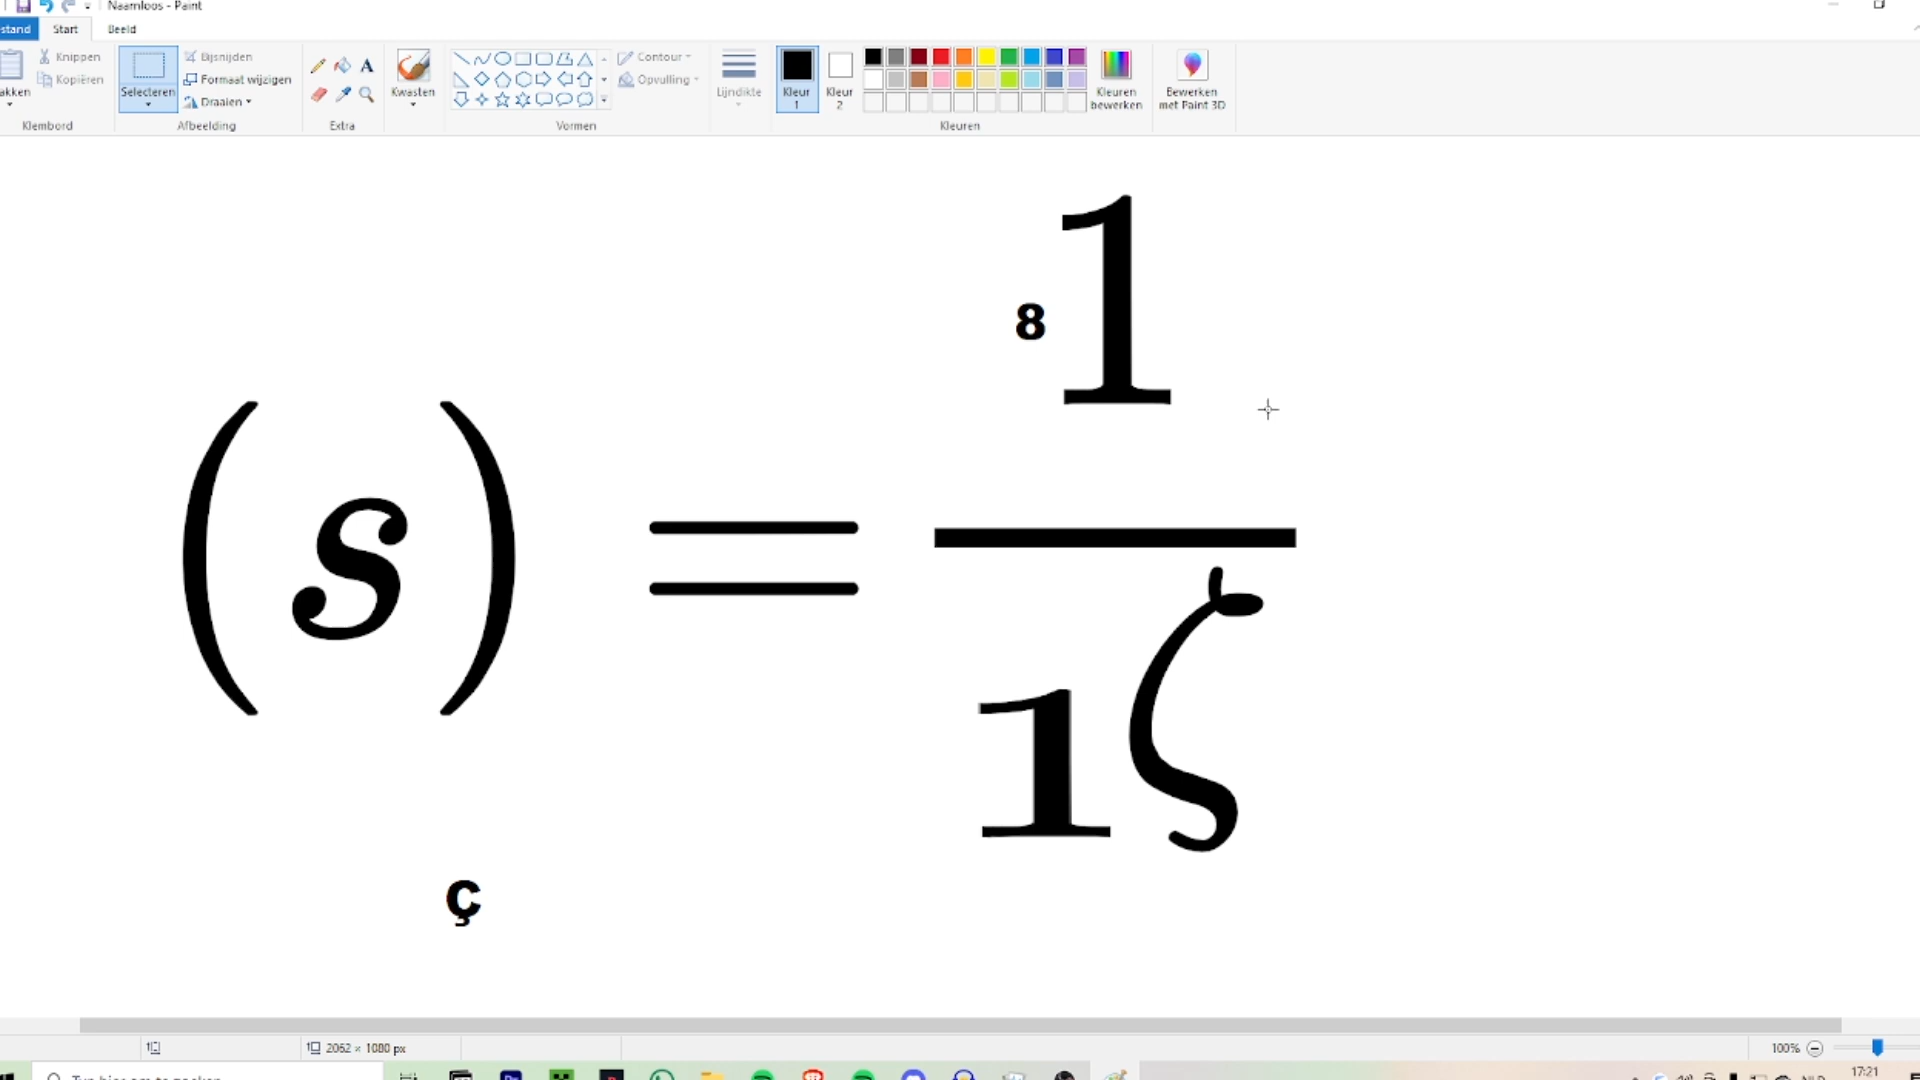 Naamloos - Paint
stand Start Beeld
Knippen
Kopiëren
akken
Klembord
Selecteren
Bijsnijden
Formaat wijzigen
Draaien
Afbeelding
A
Extra
Kwasten
Contour
Opvulling
Vormen
Lijndikte
Kleur 1
Kleur 2
Kleuren bewerken
Kleuren
Bewerken met Paint 3D
8 1
(s) =
1ζ
ç
2062 × 1080 px
100%
17:21